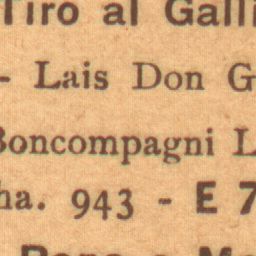 Tiro al Galli
- Lais Don G
Boncompagni L
ha. 943 - E 7